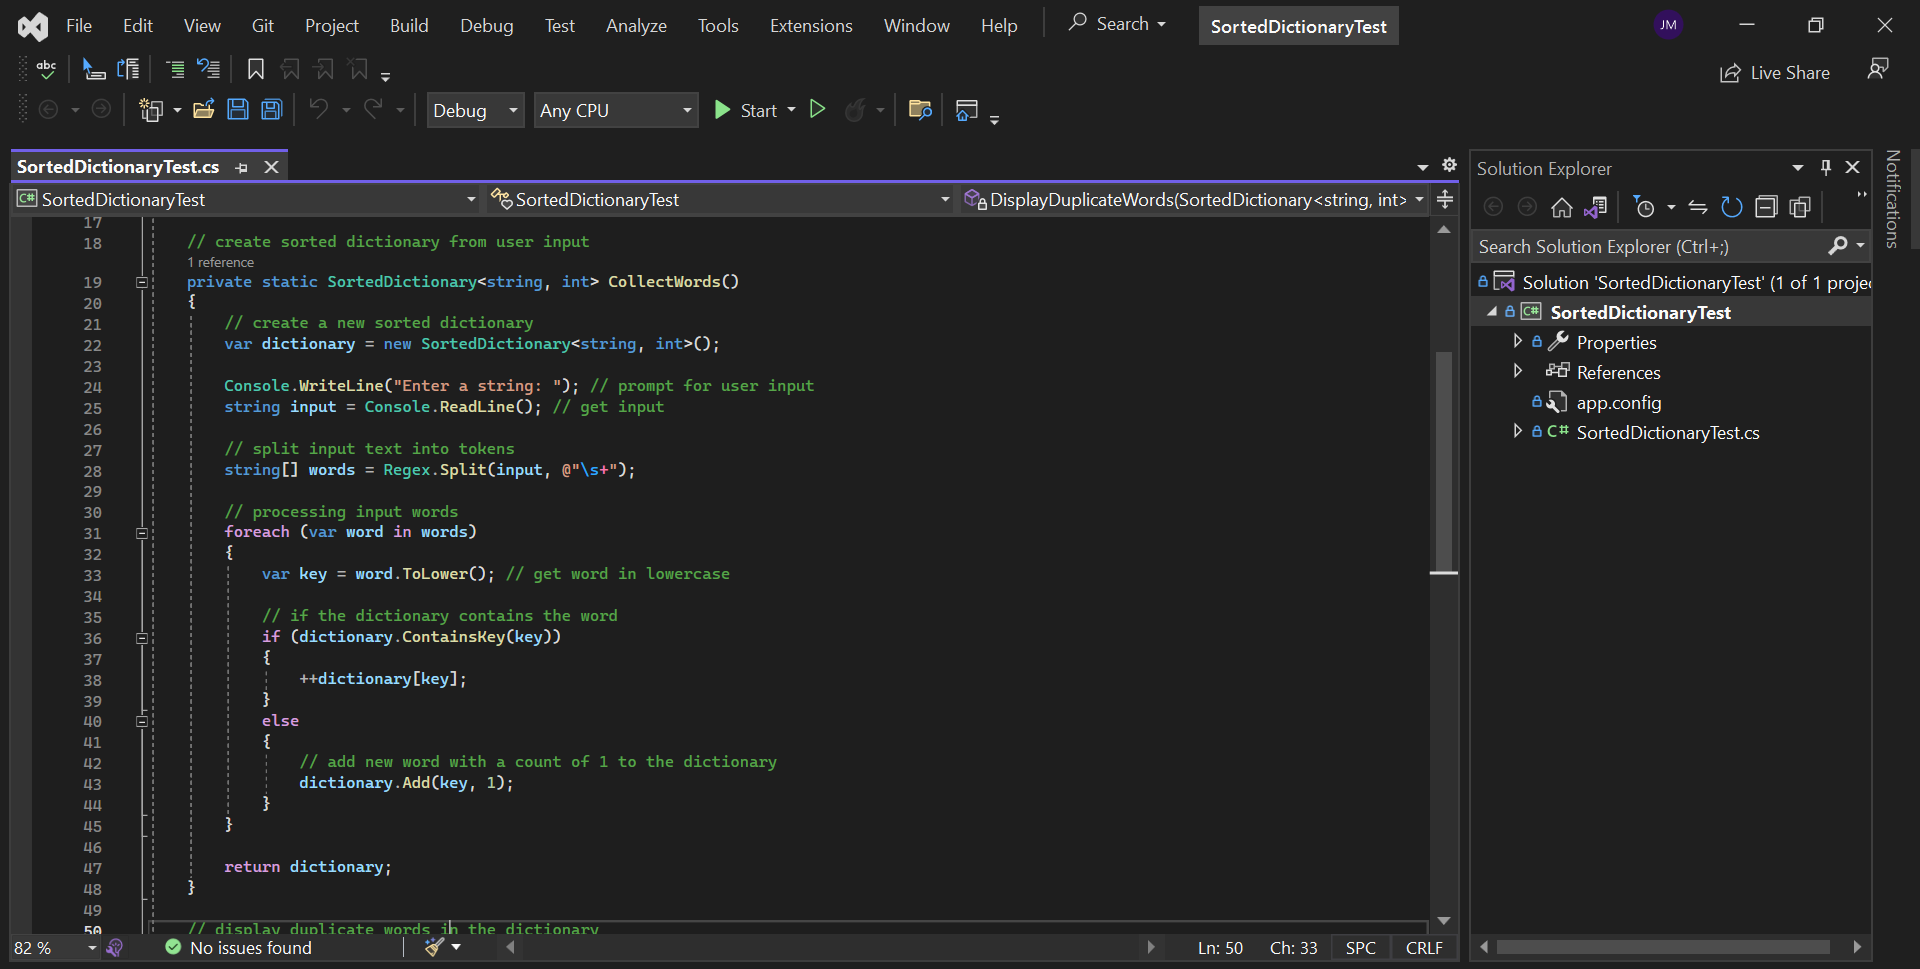 File Edit View Git Project Build Debug Test Analyze Tools Extensions Window Help Search SortedDictionaryTest JM
abc
Live Share
Debug Any CPU Start
SortedDictionaryTest.cs
C# SortedDictionaryTest SortedDictionaryTest DisplayDuplicateWords(SortedDictionary<string, int>
17
18 // create sorted dictionary from user input
1 reference
19 private static SortedDictionary<string, int> CollectWords()
20 {
21 // create a new sorted dictionary
22 var dictionary = new SortedDictionary<string, int>();
23
24 Console.WriteLine("Enter a string: "); // prompt for user input
25 string input = Console.ReadLine(); // get input
26
27 // split input text into tokens
28 string[] words = Regex.Split(input, @"\s+");
29
30 // processing input words
31 foreach (var word in words)
32 {
33 var key = word.ToLower(); // get word in lowercase
34
35 // if the dictionary contains the word
36 if (dictionary.ContainsKey(key))
37 {
38 ++dictionary[key];
39 }
40 else
41 {
42 // add new word with a count of 1 to the dictionary
43 dictionary.Add(key, 1);
44 }
45 }
46
47 return dictionary;
48 }
49
50 // display duplicate words in the dictionary
82 % No issues found Ln: 50 Ch: 33 SPC CRLF
Solution Explorer
Search Solution Explorer (Ctrl+;)
Solution 'SortedDictionaryTest' (1 of 1 projec
C# SortedDictionaryTest
Properties
References
app.config
C# SortedDictionaryTest.cs
Notifications